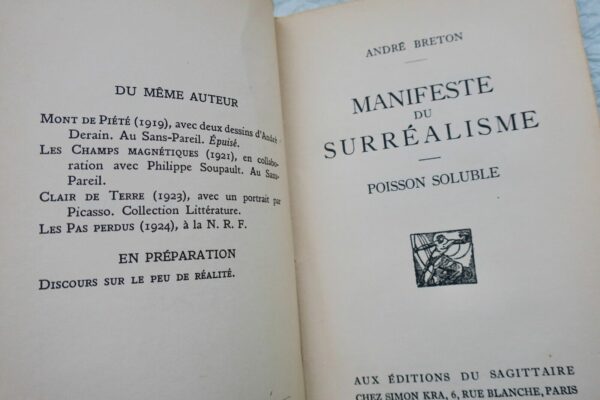 DU MÊME AUTEUR
MONT DE PIÉTÉ (1919), avec deux dessins d'André
Derain. Au Sans-Pareil. Épuisé.
LES CHAMPS MAGNÉTIQUES (1921), en collabo-
ration avec Philippe Soupault. Au Sans-
Pareil.
CLAIR DE TERRE (1923), avec un portrait par
Picasso. Collection Littérature.
LES PAS PERDUS (1924), à la N. R. F.
EN PRÉPARATION
DISCOURS SUR LE PEU DE RÉALITÉ.
ANDRÉ BRETON
MANIFESTE
DU
SURRÉALISME
POISSON SOLUBLE
AUX ÉDITIONS DU SAGITTAIRE
CHEZ SIMON KRA, 6, RUE BLANCHE, PARIS